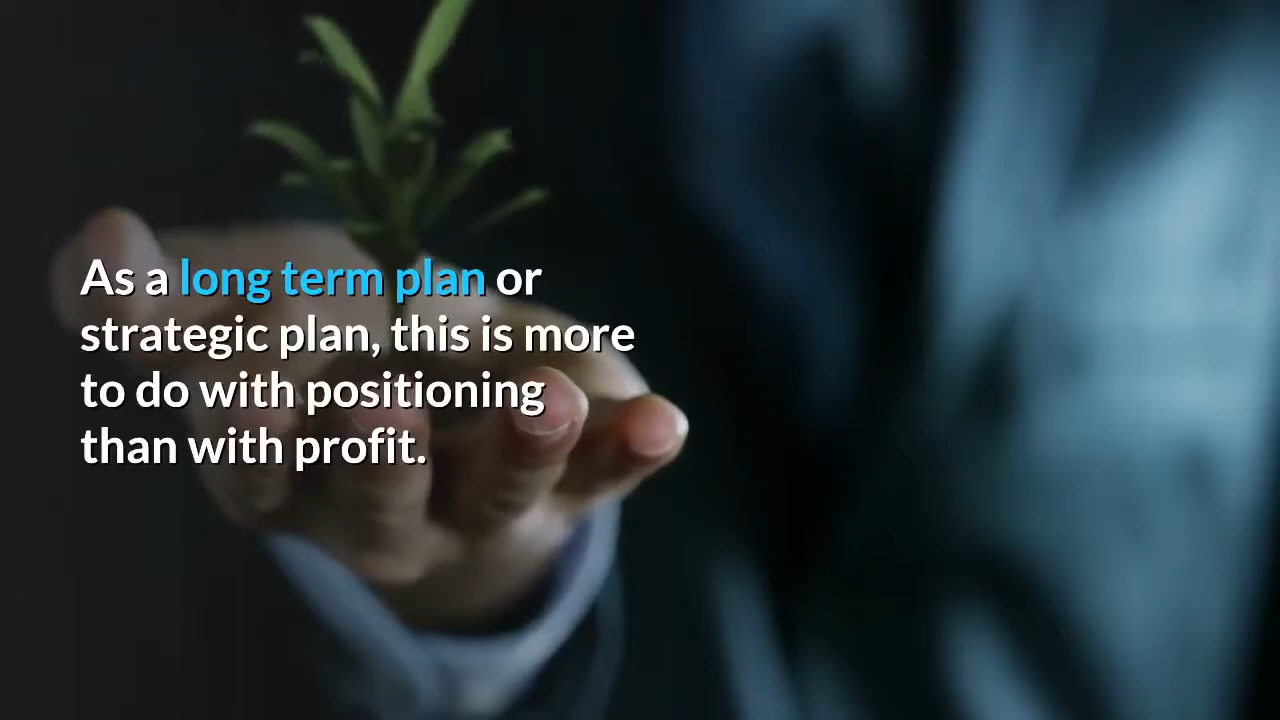 As a long term plan or
strategic plan, this is more
to do with positioning
than with profit.